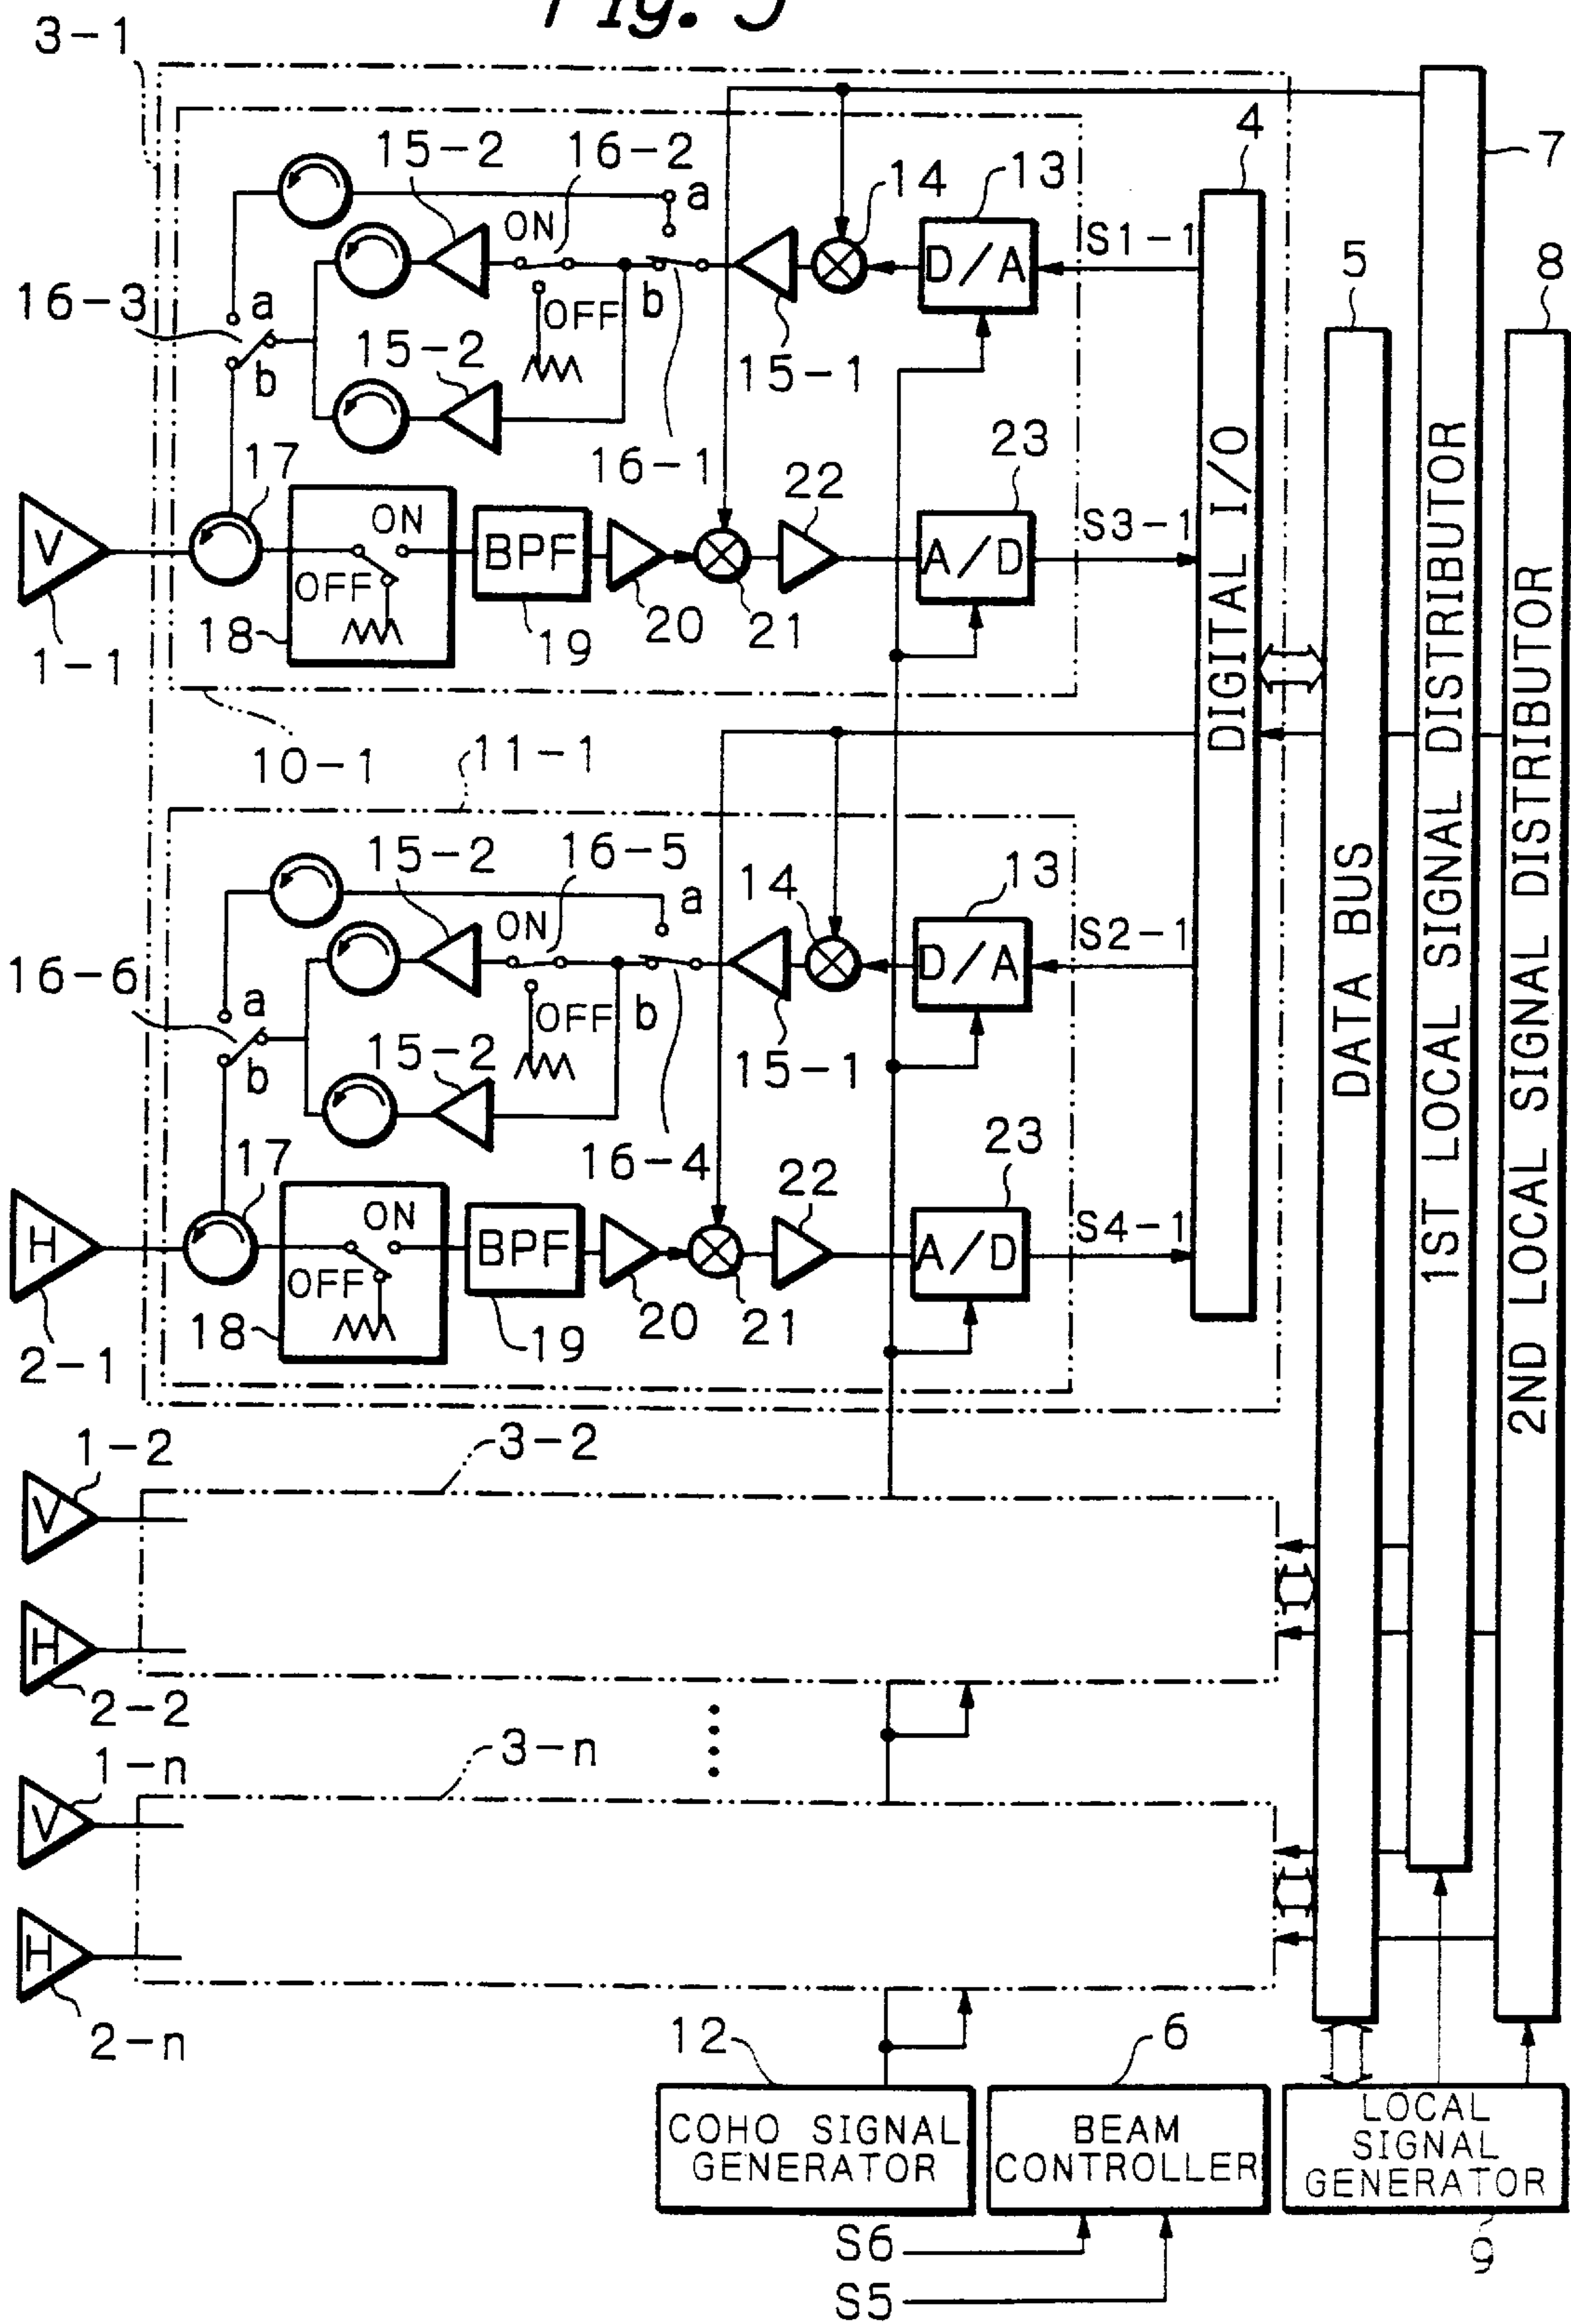 Fig. 5
3-1
4
7
15-2
16-2
14
13
a
ON
D/A
S1-1
5
8
16-3
a
OFF
b
15-2
15-1
b
16-1
23
17
22
ON
V
BPF
A/D
S3-1
OFF
18
19
20
21
1-1
DIGITAL I/O
10-1
11-1
DATA BUS
1ST LOCAL SIGNAL DISTRIBUTOR
2ND LOCAL SIGNAL DISTRIBUTOR
15-2
16-5
14
13
a
ON
D/A
S2-1
16-6
a
OFF
b
15-2
15-1
b
16-4
23
17
22
ON
H
BPF
A/D
S4-1
OFF
18
19
20
21
2-1
1-2
3-2
V
H
2-2
1-n
3-n
V
H
2-n
12
6
COHO SIGNAL
GENERATOR
BEAM
CONTROLLER
LOCAL
SIGNAL
GENERATOR
S6
9
S5